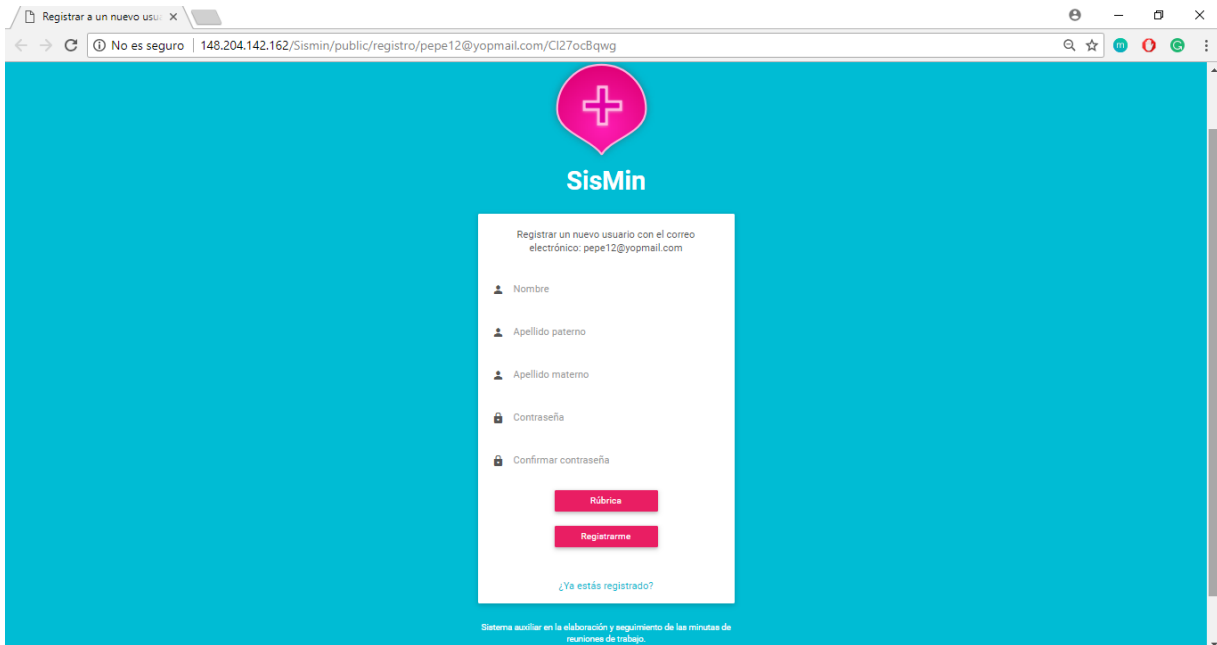 Registrar a un nuevo usu
No es seguro | 148.204.142.162/Sismin/public/registro/pepe12@yopmail.com/Cl27ocBqwg
m
G
SisMin
Registrar un nuevo usuario con el correo
electrónico: pepe12@yopmail.com
Nombre
Apellido paterno
Apellido materno
Contraseña
Confirmar contraseña
Rúbrica
Registrarme
¿Ya estás registrado?
Sistema auxiliar en la elaboración y seguimiento de las minutas de
reuniones de trabajo.